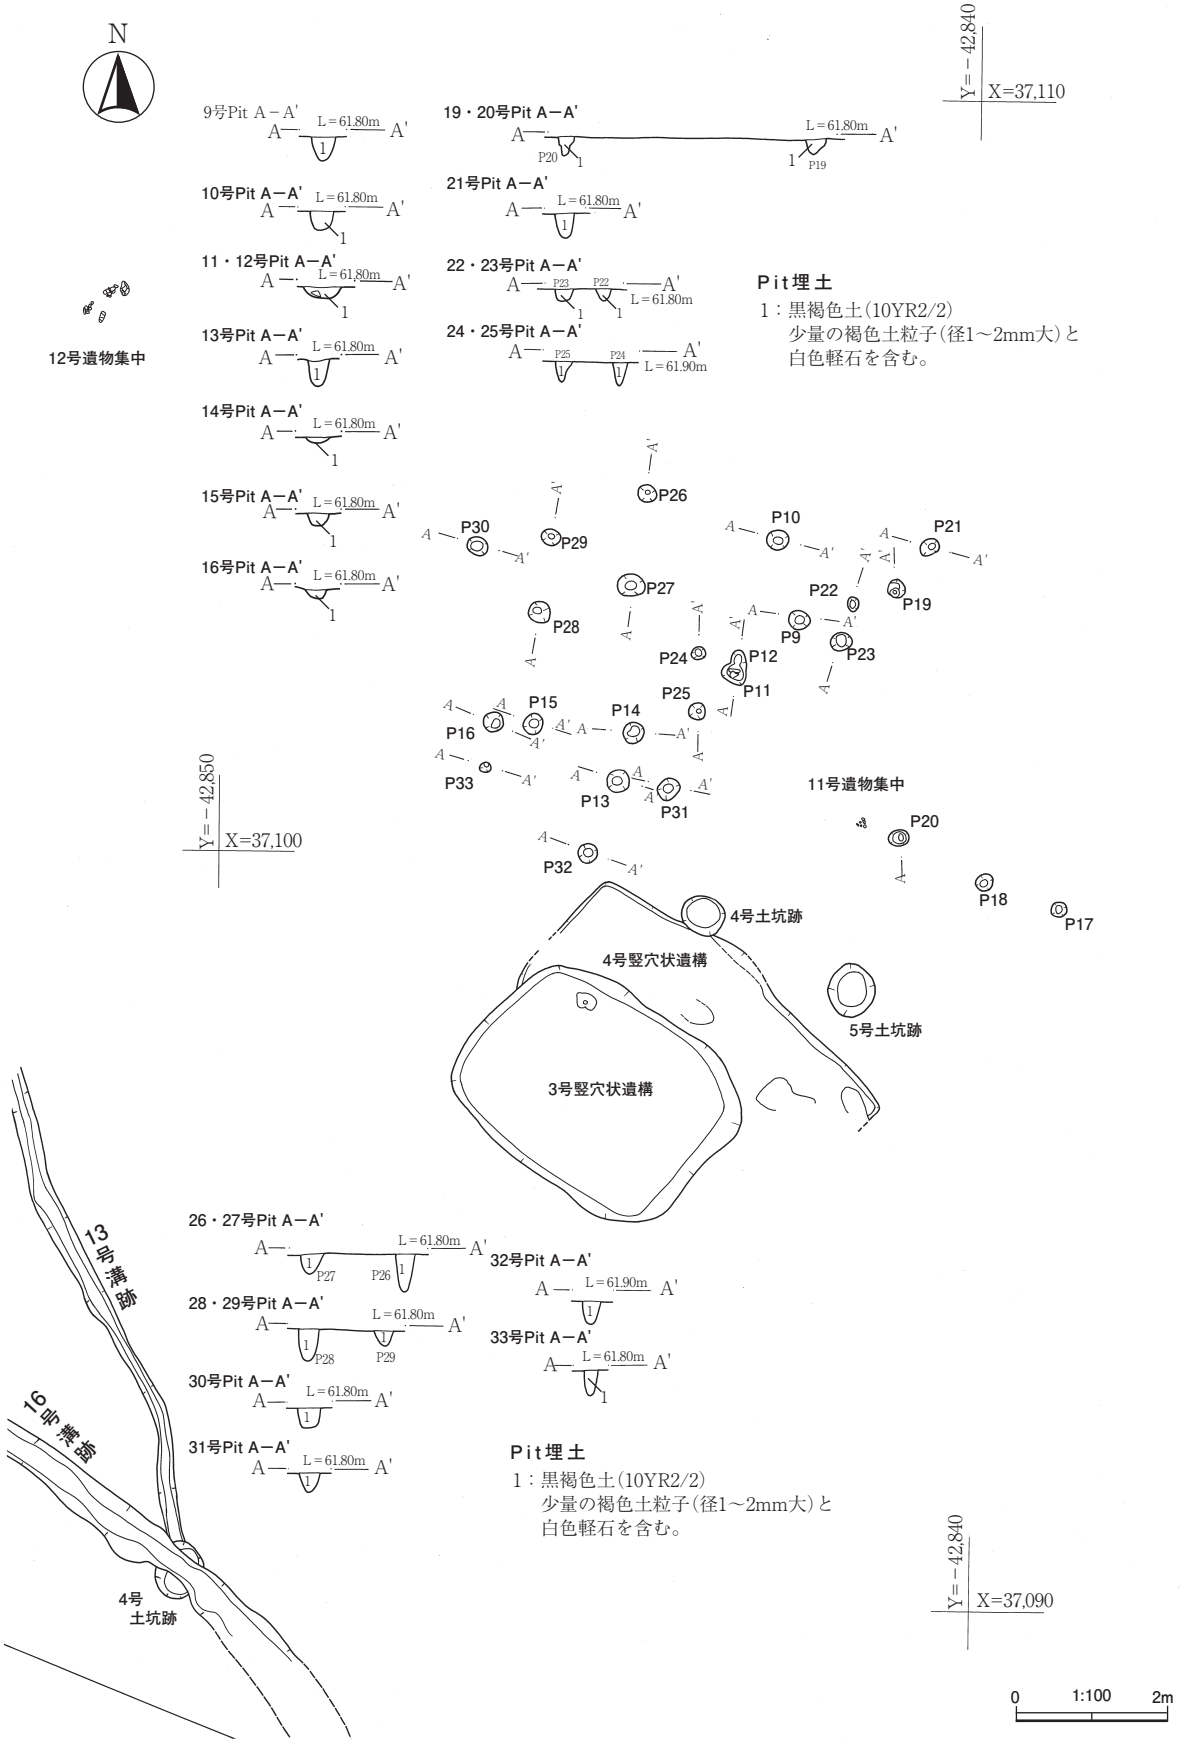 N
Y=－42,840
X=37,110
9号Pit A－A'
A L＝61.80m A'
1
10号Pit A－A'
A L＝61.80m A'
1
11・12号Pit A－A'
A L＝61.80m A'
1
13号Pit A－A'
A L＝61.80m A'
1
14号Pit A－A'
A L＝61.80m A'
1
15号Pit A－A'
A L＝61.80m A'
1
16号Pit A－A'
A L＝61.80m A'
1
19・20号Pit A－A'
A L＝61.80m A'
P20 1 1 P19
21号Pit A－A'
A L＝61.80m A'
1
22・23号Pit A－A'
A P23 P22 A'
L＝61.80m
1 1
24・25号Pit A－A'
A P25 P24 A'
L＝61.90m
1 1
Pit埋土
1：黒褐色土(10YR2/2)
少量の褐色土粒子(径1～2mm大)と
白色軽石を含む。
12号遺物集中
A'
P26
A'
P29
A P30 A'
A P10 A'
A P21 A'
A'
P19
A'
P22
P27
A
P28
A
A P9 A'
P23
A
A'
P24
A'
P12
P11
A
P25
A
A P16 A'
A P15 A'
A P14 A'
A P33 A'
A P13 A
A P31 A'
A P32 A'
11号遺物集中
P20
A
P18
P17
Y=－42,850
X=37,100
4号土坑跡
4号竪穴状遺構
5号土坑跡
3号竪穴状遺構
13号溝跡
16号溝跡
4号
土坑跡
26・27号Pit A－A'
A L＝61.80m A'
1 P27 P26 1
28・29号Pit A－A'
A L＝61.80m A'
1 P28 1 P29
30号Pit A－A'
A L＝61.80m A'
1
31号Pit A－A'
A L＝61.80m A'
1
32号Pit A－A'
A L＝61.90m A'
1
33号Pit A－A'
A L＝61.80m A'
1
Pit埋土
1：黒褐色土(10YR2/2)
少量の褐色土粒子(径1～2mm大)と
白色軽石を含む。
Y=－42,840
X=37,090
0 1:100 2m